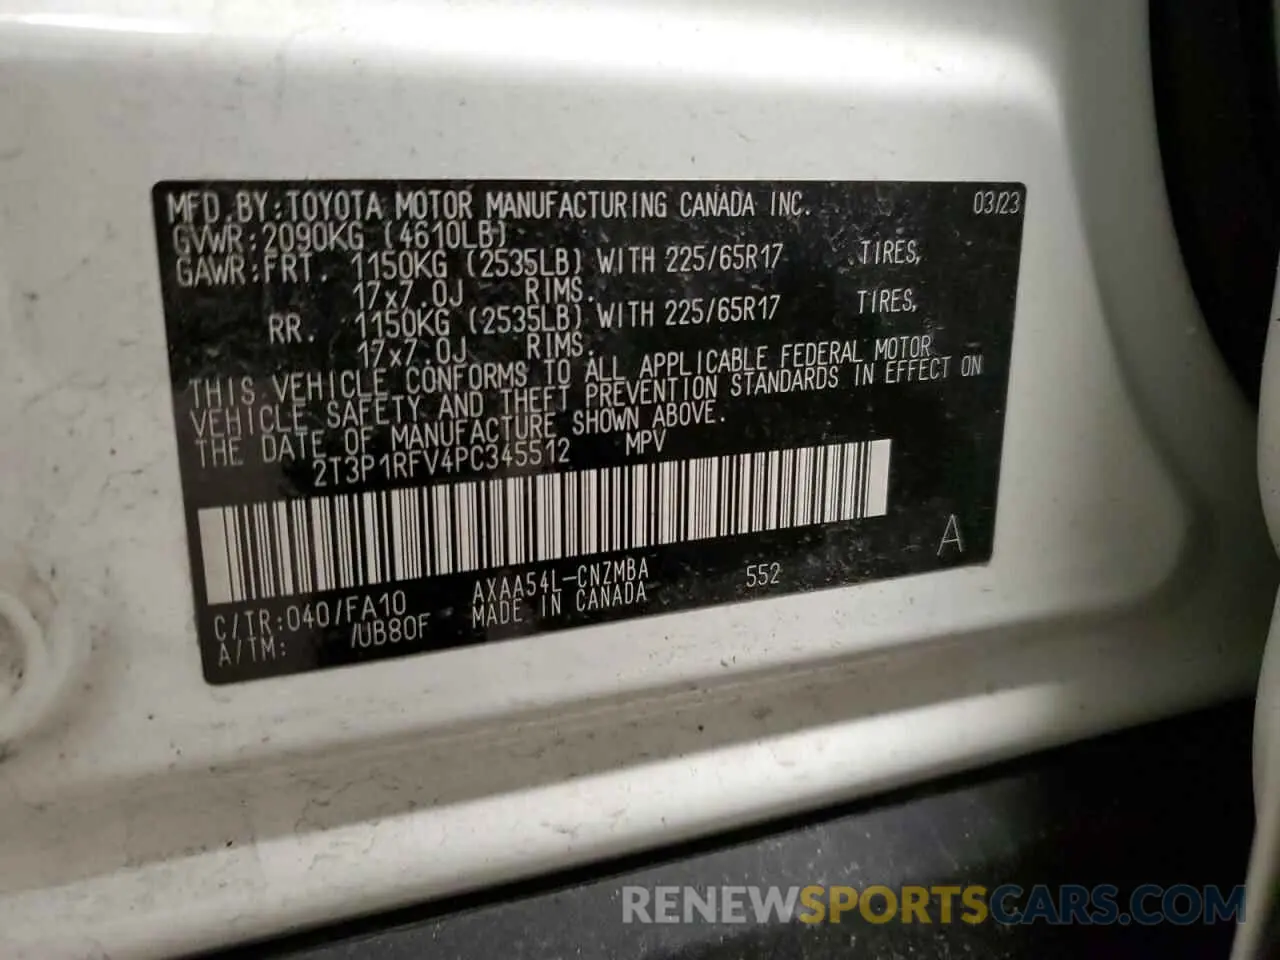 MFD.BY:TOYOTA MOTOR MANUFACTURING CANADA INC. 03/23
GVWR:2090KG (4610LB)
GAWR:FRT. 1150KG (2535LB) WITH 225/65R17 TIRES,
17x7.0J RIMS.
RR. 1150KG (2535LB) WITH 225/65R17 TIRES,
17x7.0J RIMS.
THIS VEHICLE CONFORMS TO ALL APPLICABLE FEDERAL MOTOR
VEHICLE SAFETY AND THEFT PREVENTION STANDARDS IN EFFECT ON
THE DATE OF MANUFACTURE SHOWN ABOVE.
2T3P1RFV4PC345512 MPV
A
C/TR:040/FA10 AXAA54L-CNZMBA 552
A/TM: /UB80F MADE IN CANADA
RENEWSPORTSCARS.COM